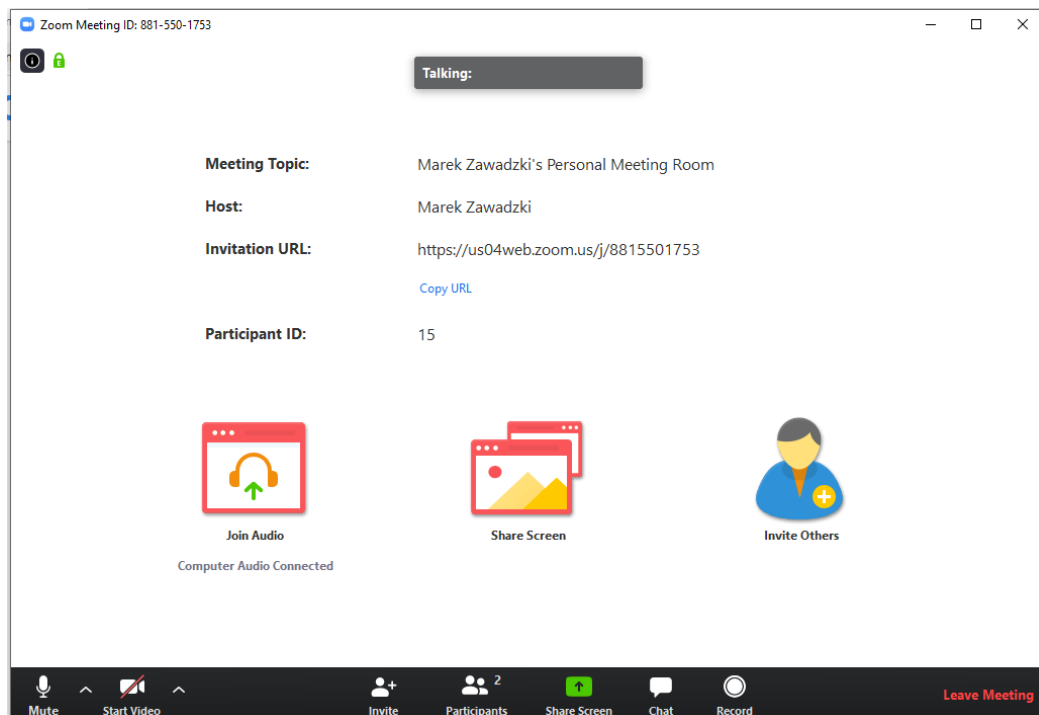 Zoom Meeting ID: 881-550-1753
Talking:
Meeting Topic: Marek Zawadzki's Personal Meeting Room
Host: Marek Zawadzki
Invitation URL: https://us04web.zoom.us/j/8815501753
Copy URL
Participant ID: 15
Join Audio Share Screen Invite Others
Computer Audio Connected
2
Mute Start Video Invite Participants Share Screen Chat Record Leave Meeting